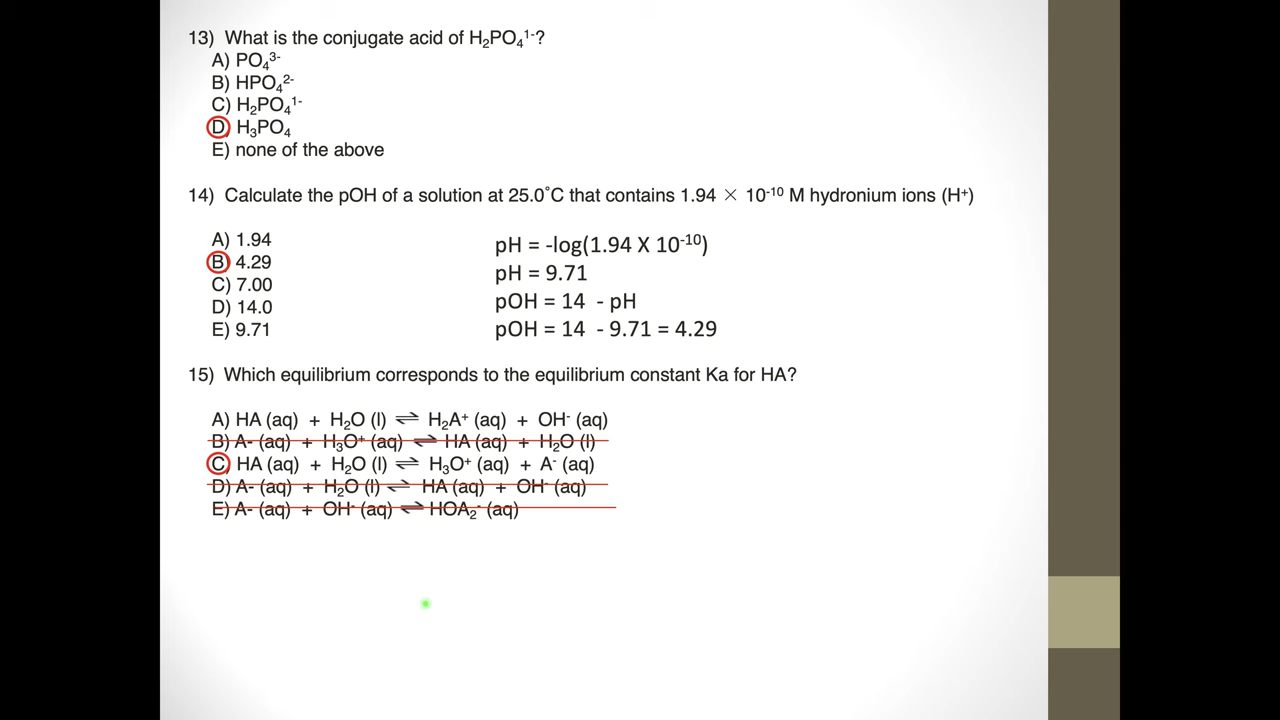 13) What is the conjugate acid of H₂PO₄¹⁻?
A) PO₄³⁻
B) HPO₄²⁻
C) H₂PO₄¹⁻
D) H₃PO₄
E) none of the above
14) Calculate the pOH of a solution at 25.0˚C that contains 1.94 × 10⁻¹⁰ M hydronium ions (H⁺)
A) 1.94
B) 4.29
C) 7.00
D) 14.0
E) 9.71
pH = -log(1.94 X 10⁻¹⁰)
pH = 9.71
pOH = 14 - pH
pOH = 14 - 9.71 = 4.29
15) Which equilibrium corresponds to the equilibrium constant Ka for HA?
A) HA (aq) + H₂O (l) ⇌ H₂A⁺ (aq) + OH⁻ (aq)
B) A- (aq) + H₃O⁺ (aq) ⇌ HA (aq) + H₂O (l)
C) HA (aq) + H₂O (l) ⇌ H₃O⁺ (aq) + A⁻ (aq)
D) A- (aq) + H₂O (l) ⇌ HA (aq) + OH⁻ (aq)
E) A- (aq) + OH⁻ (aq) ⇌ HOA₂⁻ (aq)